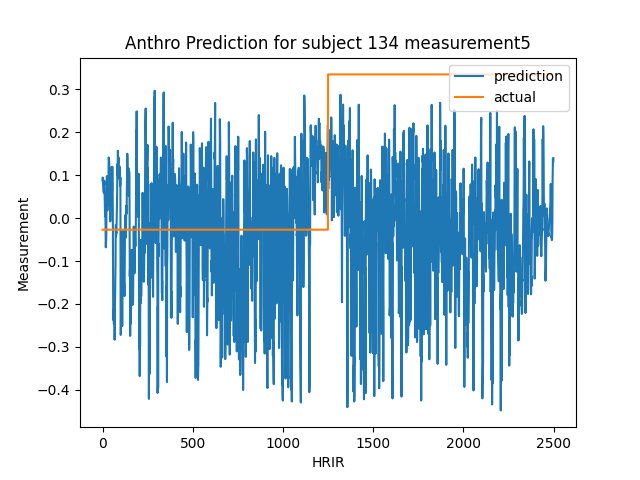 Anthro Prediction for subject 134 measurement5
prediction
actual
0.3
0.2
0.1
0.0
−0.1
−0.2
−0.3
−0.4
Measurement
0
500
1000
1500
2000
2500
HRIR